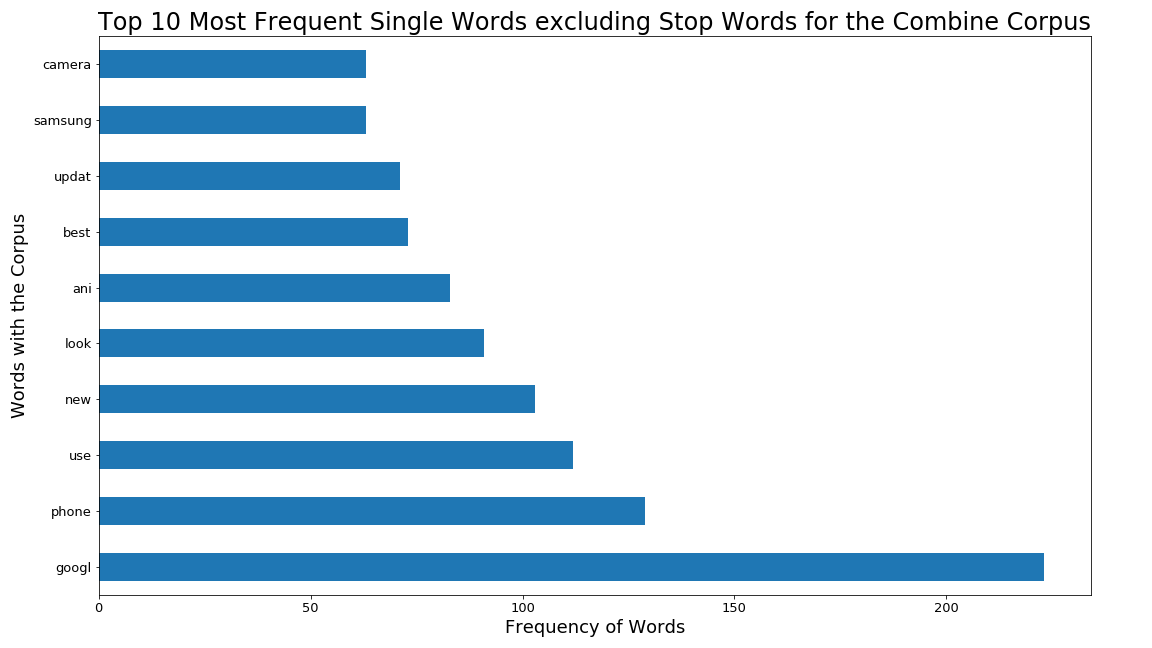 Top 10 Most Frequent Single Words excluding Stop Words for the Combine Corpus
Words with the Corpus
camera
samsung
updat
best
ani
look
new
use
phone
googl
0 50 100 150 200
Frequency of Words